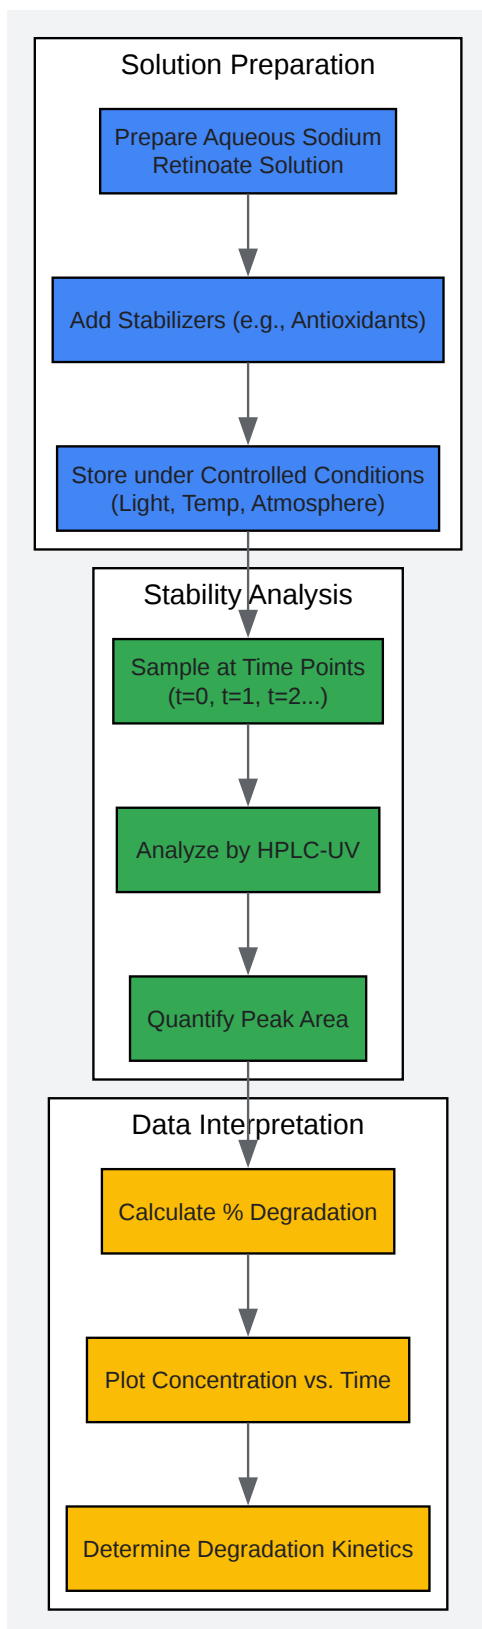 Solution Preparation
Prepare Aqueous Sodium
Retinoate Solution
Add Stabilizers (e.g., Antioxidants)
Store under Controlled Conditions
(Light, Temp, Atmosphere)
Stability Analysis
Sample at Time Points
(t=0, t=1, t=2...)
Analyze by HPLC-UV
Quantify Peak Area
Data Interpretation
Calculate % Degradation
Plot Concentration vs. Time
Determine Degradation Kinetics